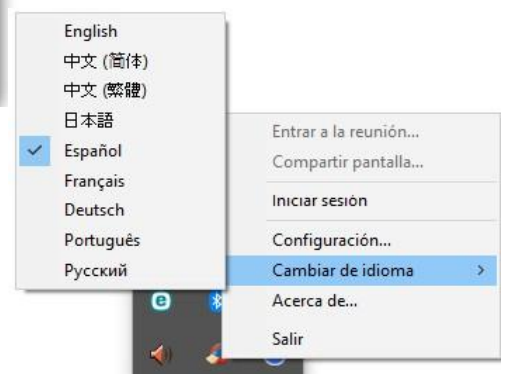 English
中文 (简体)
中文 (繁體)
日本語
Español
Français
Deutsch
Português
Русский
Entrar a la reunión...
Compartir pantalla...
Iniciar sesión
Configuración...
Cambiar de idioma
Acerca de...
Salir